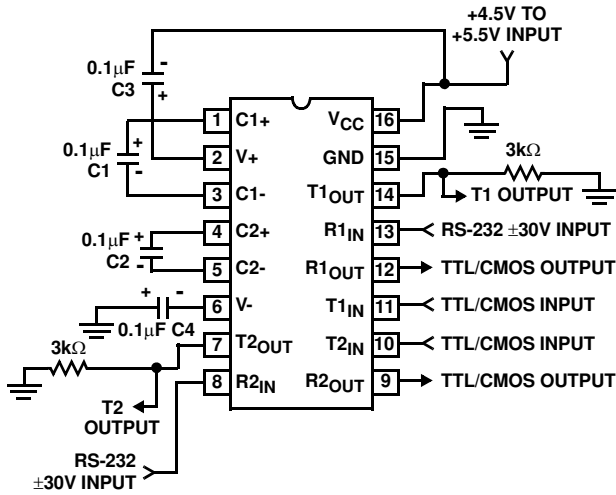 +4.5V TO
+5.5V INPUT
0.1µF
-
C3
+
1 C1+
VCC 16
+
0.1µF
C1
-
2 V+
GND 15
3kΩ
3 C1-
T1OUT 14
T1 OUTPUT
4 C2+
R1IN 13
RS-232 ±30V INPUT
0.1µF +
C2 -
5 C2-
R1OUT 12
TTL/CMOS OUTPUT
+ -
6 V-
T1IN 11
TTL/CMOS INPUT
0.1µF C4
3kΩ
7 T2OUT
T2IN 10
TTL/CMOS INPUT
8 R2IN
R2OUT 9
TTL/CMOS OUTPUT
T2
OUTPUT
RS-232
±30V INPUT